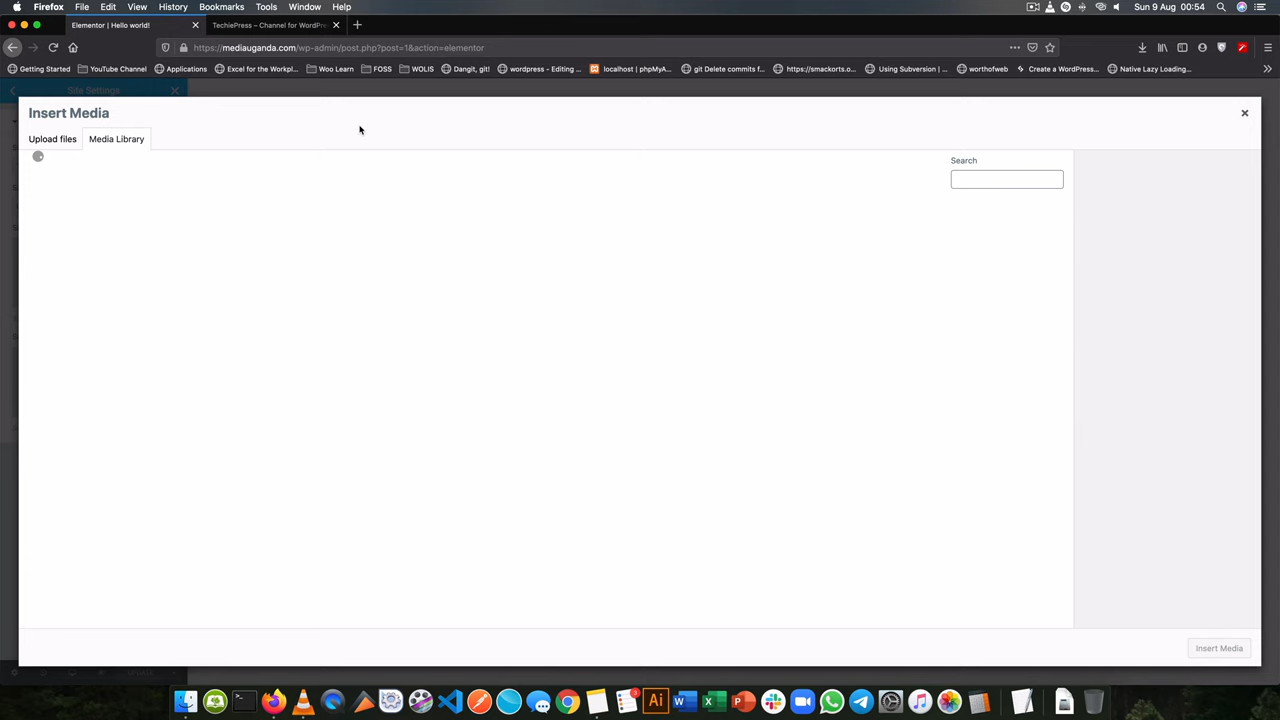 Firefox File Edit View History Bookmarks Tools Window Help
Sun 9 Aug 00:54
Elementor | Hello world!
TechiePress – Channel for WordPr
https://mediauganda.com/wp-admin/post.php?post=1&action=elementor
Getting Started YouTube Channel Applications Excel for the Workpl... Woo Learn FOSS WOLIS Dangit, git! wordpress - Editing ... localhost | phpMyA... git Delete commits f... https://smackorts.o... Using Subversion | ... worthofweb Create a WordPress... Native Lazy Loading...
Site Settings
Insert Media
Upload files
Media Library
Search
Insert Media
3